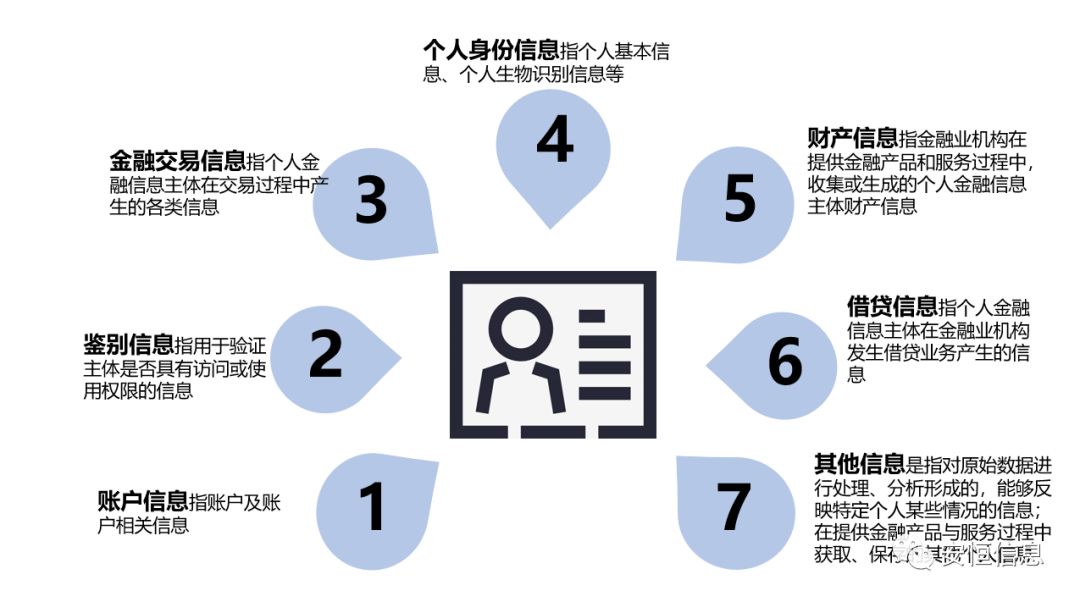 个人身份信息指个人基本信
息、个人生物识别信息等
4
金融交易信息指个人金
融信息主体在交易过程中产
生的各类信息
3
财产信息指金融业机构在
提供金融产品和服务过程中，
收集或生成的个人金融信息
主体财产信息
5
鉴别信息指用于验证
主体是否具有访问或使
用权限的信息
2
借贷信息指个人金融
信息主体在金融业机构
发生借贷业务产生的信
息
6
账户信息指账户及账
户相关信息
1
其他信息是指对原始数据进
行处理、分析形成的，能够反
映特定个人某些情况的信息；
在提供金融产品与服务过程中
获取、保存
7
安恒信息